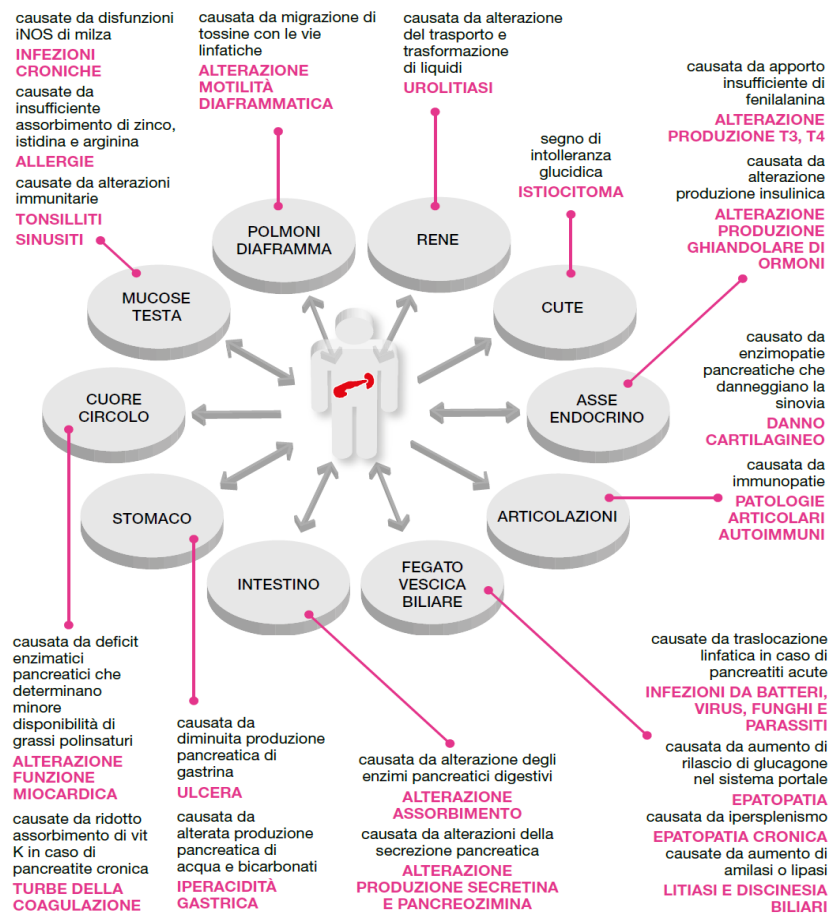 causate da disfunzioni
iNOS di milza
INFEZIONI
CRONICHE
causate da
insufficiente
assorbimento di zinco,
istidina e arginina
ALLERGIE
causate da alterazioni
immunitarie
TONSILLITI
SINUSITI
causata da migrazione di
tossine con le vie
linfatiche
ALTERAZIONE
MOTILITÀ
DIAFRAMMATICA
causata da alterazione
del trasporto e
trasformazione
di liquidi
UROLITIASI
segno di
intolleranza
glucidica
ISTIOCITOMA
causata da apporto
insufficiente di
fenilalanina
ALTERAZIONE
PRODUZIONE T3, T4
causata da
alterazione
produzione insulinica
ALTERAZIONE
PRODUZIONE
GHIANDOLARE DI
ORMONI
causato da
enzimopatie
pancreatiche che
danneggiano la
sinovia
DANNO
CARTILAGINEO
causata da
immunopatie
PATOLOGIE
ARTICOLARI
AUTOIMMUNI
POLMONI
DIAFRAMMA
RENE
MUCOSE
TESTA
CUTE
CUORE
CIRCOLO
ASSE
ENDOCRINO
STOMACO
ARTICOLAZIONI
INTESTINO
FEGATO
VESCICA
BILIARE
causata da deficit
enzimatici
pancreatici che
determinano
minore
disponibilità di
grassi polinsaturi
ALTERAZIONE
FUNZIONE
MIOCARDICA
causate da ridotto
assorbimento di vit
K in caso di
pancreatite cronica
TURBE DELLA
COAGULAZIONE
causata da
diminuita produzione
pancreatica di
gastrina
ULCERA
causata da
alterata produzione
pancreatica di
acqua e bicarbonati
IPERACIDITÀ
GASTRICA
causata da alterazione degli
enzimi pancreatici digestivi
ALTERAZIONE
ASSORBIMENTO
causata da alterazioni della
secrezione pancreatica
ALTERAZIONE
PRODUZIONE SECRETINA
E PANCREOZIMINA
causate da traslocazione
linfatica in caso di
pancreatiti acute
INFEZIONI DA BATTERI,
VIRUS, FUNGHI E
PARASSITI
causata da aumento di
rilascio di glucagone
nel sistema portale
EPATOPATIA
causata da ipersplenismo
EPATOPATIA CRONICA
causate da aumento di
amilasi o lipasi
LITIASI E DISCINESIA
BILIARI